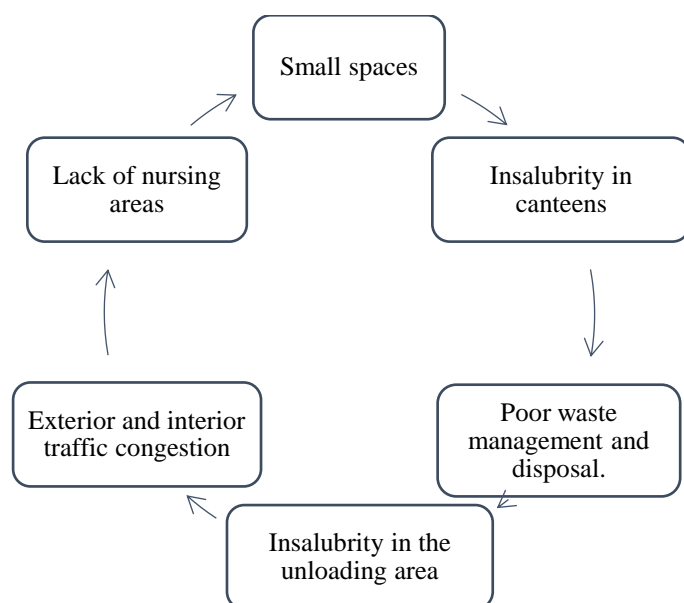 Small spaces
Insalubrity in
canteens
Poor waste
management and
disposal.
Insalubrity in the
unloading area
Exterior and interior
traffic congestion
Lack of nursing
areas